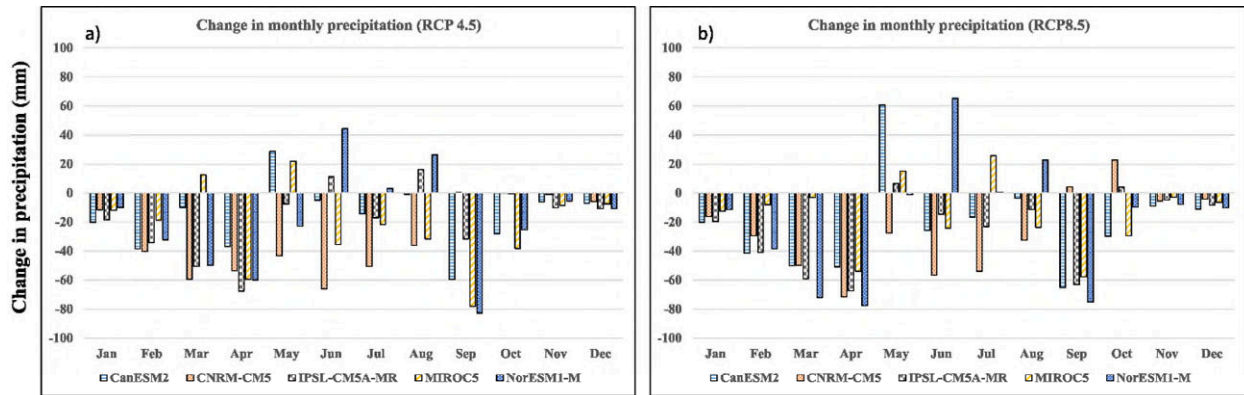 Change in precipitation (mm)
a)
Change in monthly precipitation (RCP 4.5)
100
80
60
40
20
0
-20
-40
-60
-80
-100
Jan Feb Mar Apr May Jun Jul Aug Sep Oct Nov Dec
CanESM2 CNRM-CM5 IPSL-CM5A-MR MIROC5 NorESM1-M
b)
Change in monthly precipitation (RCP8.5)
100
80
60
40
20
0
-20
-40
-60
-80
-100
Jan Feb Mar Apr May Jun Jul Aug Sep Oct Nov Dec
CanESM2 CNRM-CM5 IPSL-CM5A-MR MIROC5 NorESM1-M